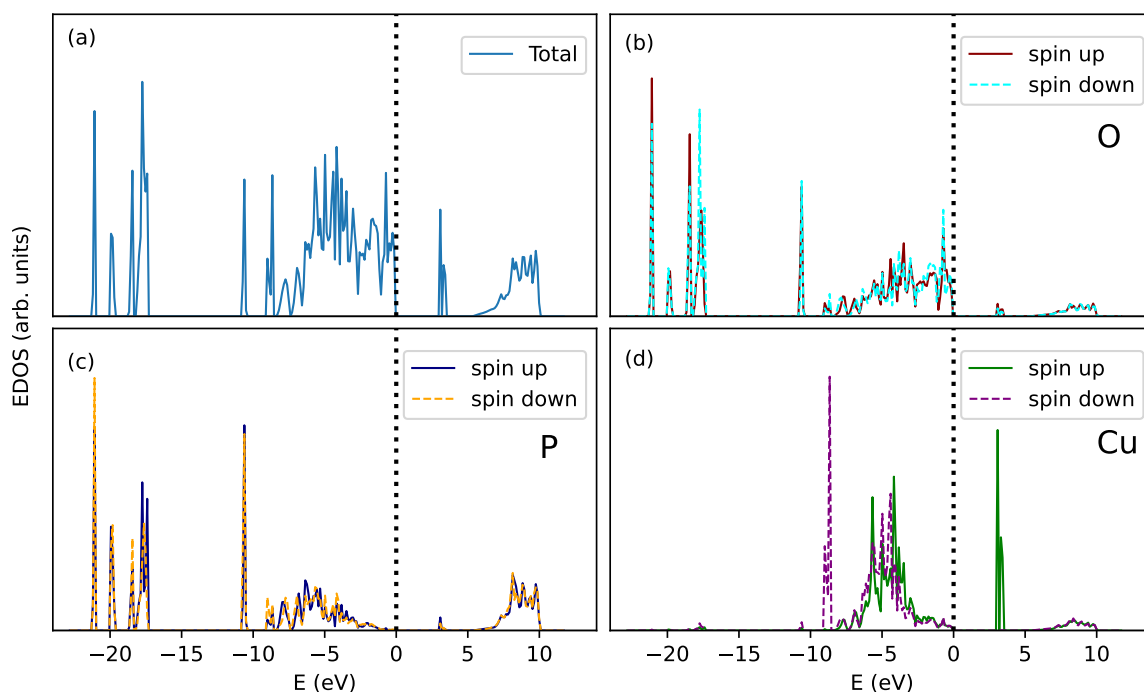 (a)
Total
(b)
spin up
spin down
O
EDOS (arb. units)
(c)
spin up
spin down
P
(d)
spin up
spin down
Cu
−20 −15 −10 −5 0 5 10
−20 −15 −10 −5 0 5 10
E (eV)
E (eV)